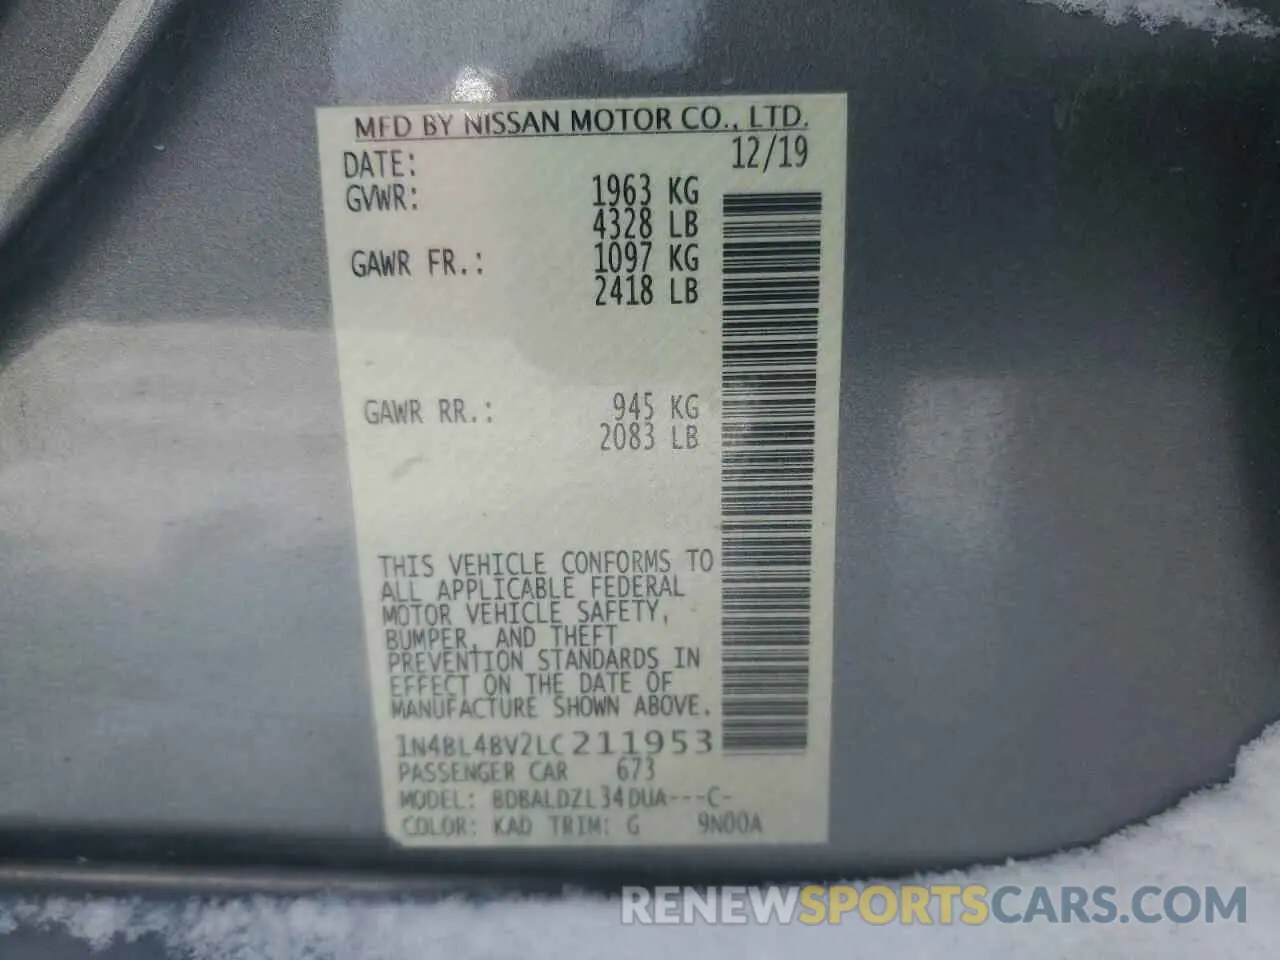 MFD BY NISSAN MOTOR CO., LTD.
DATE: 12/19
GVWR: 1963 KG
4328 LB
GAWR FR.: 1097 KG
2418 LB
GAWR RR.: 945 KG
2083 LB
THIS VEHICLE CONFORMS TO
ALL APPLICABLE FEDERAL
MOTOR VEHICLE SAFETY,
BUMPER, AND THEFT
PREVENTION STANDARDS IN
EFFECT ON THE DATE OF
MANUFACTURE SHOWN ABOVE.
1N4BL4BV2LC211953
PASSENGER CAR 673
MODEL: BDBALDZL34DUA---C-
COLOR: KAD TRIM: G 9N00A
RENEWSPORTSCARS.COM